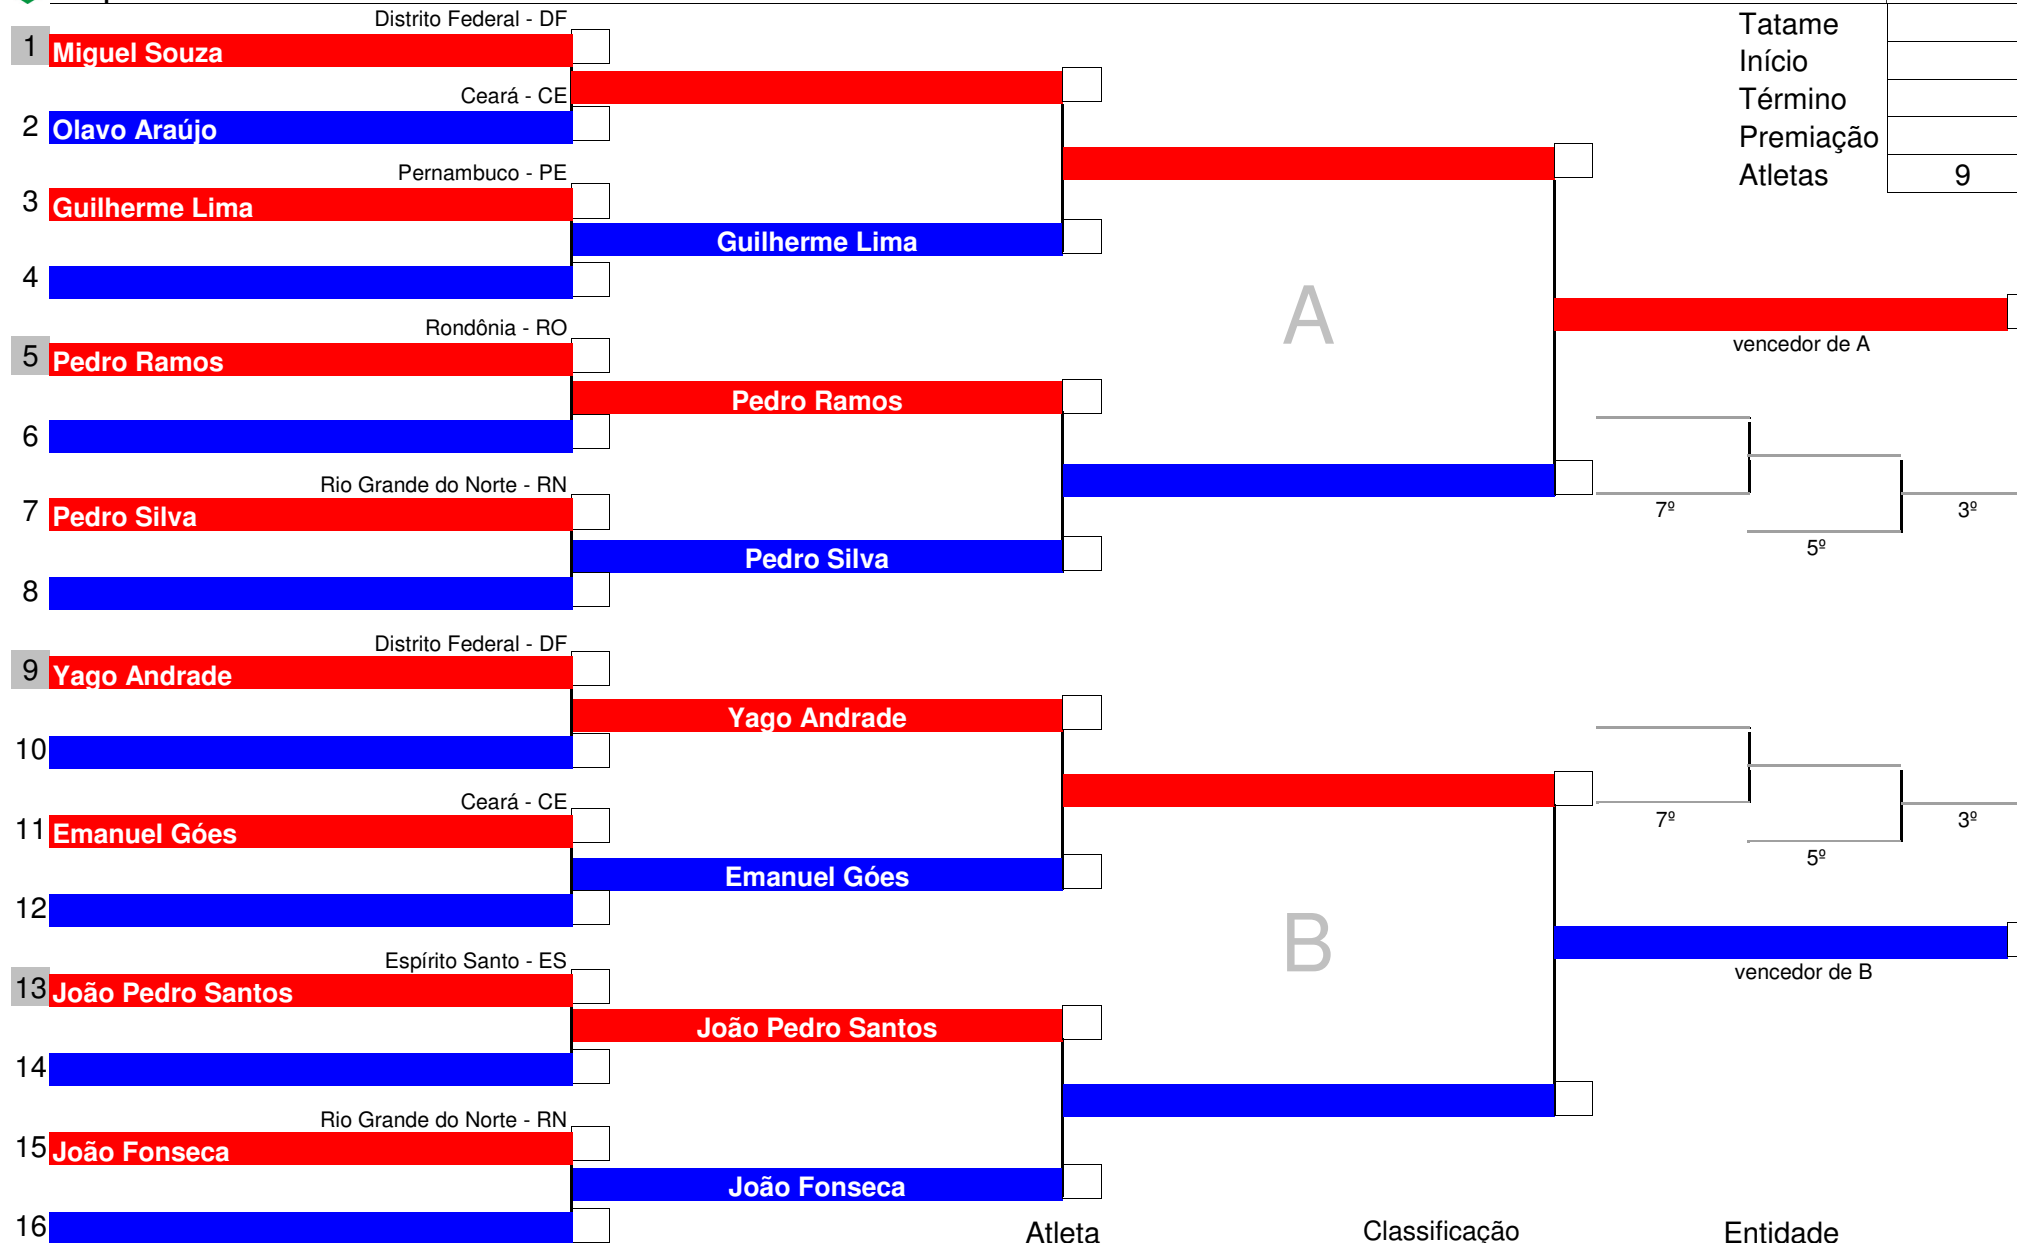 Distrito Federal - DF
1 Miguel Souza
Ceará - CE
2 Olavo Araújo
Pernambuco - PE
3 Guilherme Lima
Guilherme Lima
4
Rondônia - RO
5 Pedro Ramos
Pedro Ramos
6
Rio Grande do Norte - RN
7 Pedro Silva
Pedro Silva
8
Distrito Federal - DF
9 Yago Andrade
Yago Andrade
10
Ceará - CE
11 Emanuel Góes
Emanuel Góes
12
Espírito Santo - ES
13 João Pedro Santos
João Pedro Santos
14
Rio Grande do Norte - RN
15 João Fonseca
João Fonseca
16
A
B
Tatame
Início
Término
Premiação
Atletas 9
vencedor de A
7º
3º
5º
7º
3º
5º
vencedor de B
Atleta Classificação Entidade